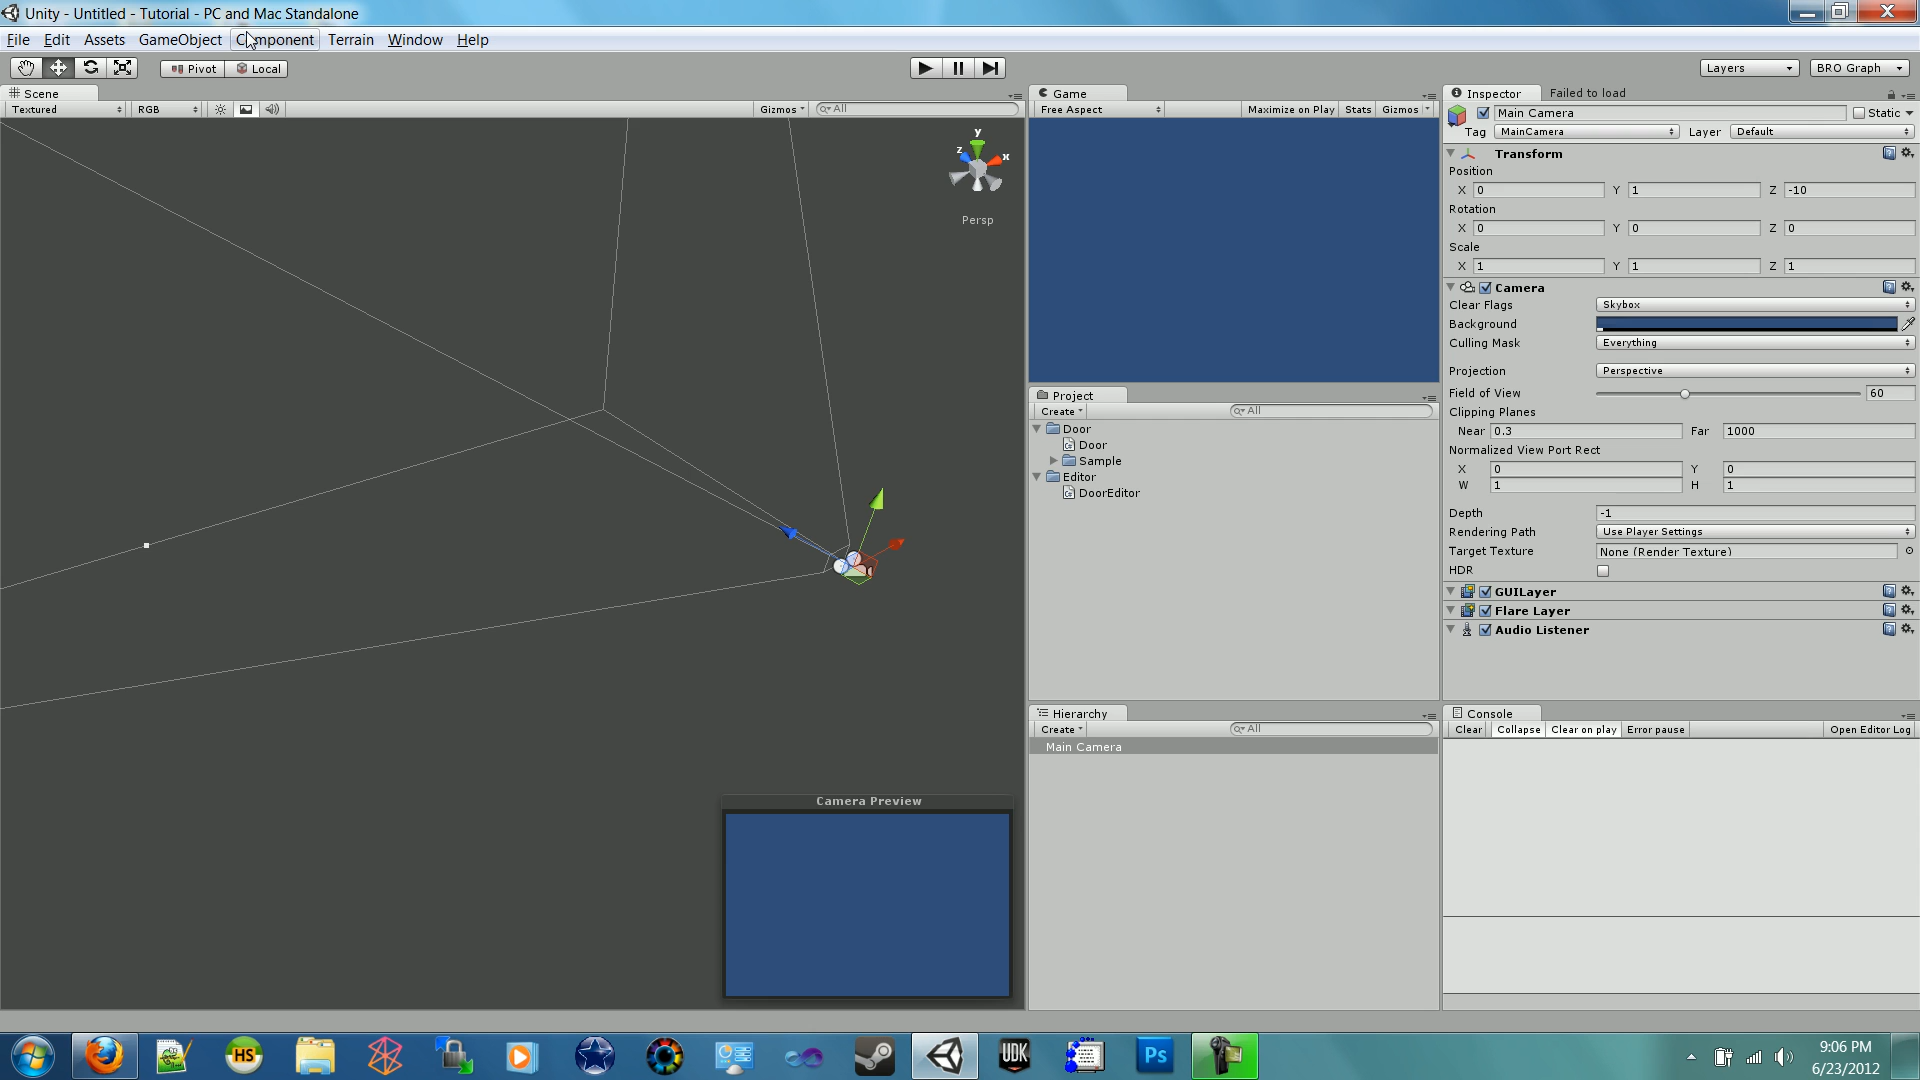 Unity - Untitled - Tutorial - PC and Mac Standalone
File Edit Assets GameObject Component Terrain Window Help
Pivot Local Layers BRO Graph
Scene
Textured RGB Gizmos All
y
z x
Persp
Camera Preview
Game
Free Aspect Maximize on Play Stats Gizmos
Project
Create All
Door
Door
Sample
Editor
DoorEditor
Hierarchy
Create All
Main Camera
Inspector Failed to load
Main Camera Static
Tag MainCamera Layer Default
Transform
Position
X 0 Y 1 Z -10
Rotation
X 0 Y 0 Z 0
Scale
X 1 Y 1 Z 1
Camera
Clear Flags Skybox
Background
Culling Mask Everything
Projection Perspective
Field of View 60
Clipping Planes
Near 0.3 Far 1000
Normalized View Port Rect
X 0 Y 0
W 1 H 1
Depth -1
Rendering Path Use Player Settings
Target Texture None (Render Texture)
HDR
GUILayer
Flare Layer
Audio Listener
Console
Clear Collapse Clear on play Error pause Open Editor Log
HS UDK Ps
9:06 PM
6/23/2012